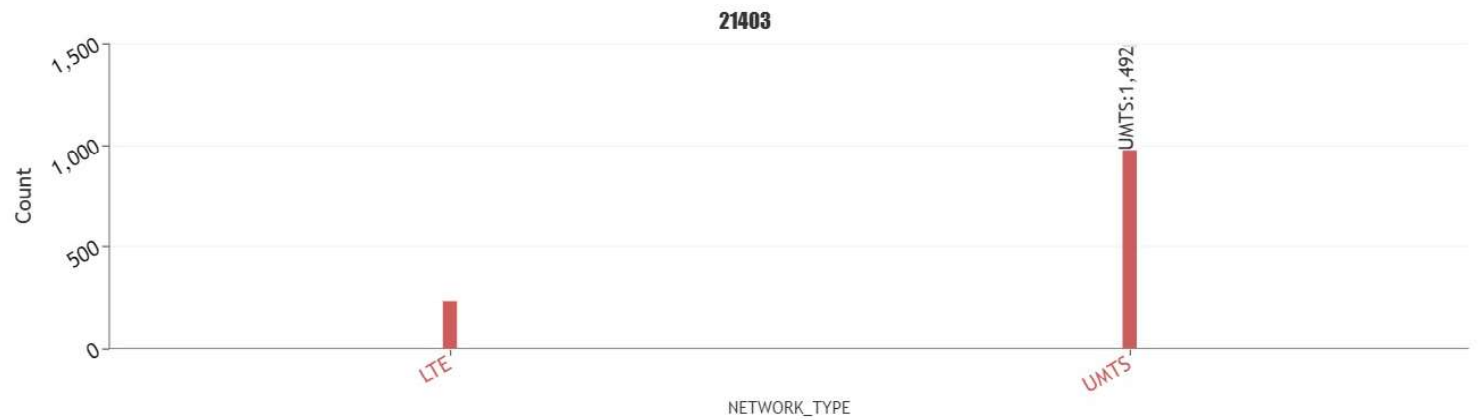 21403
1,500
1,000
500
0
Count
UMTS:1,492
LTE
UMTS
NETWORK_TYPE